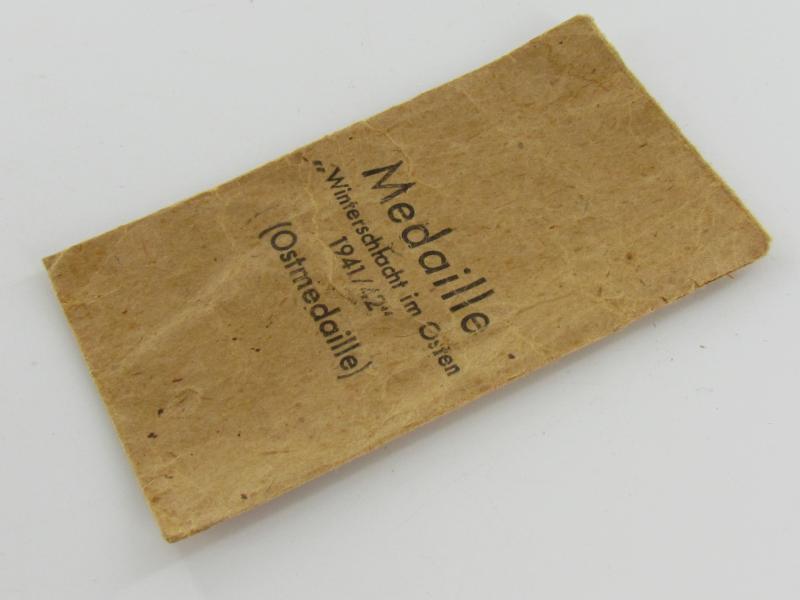 Medaille
„Winterschlacht im Osten
1941/42“
(Ostmedaille)